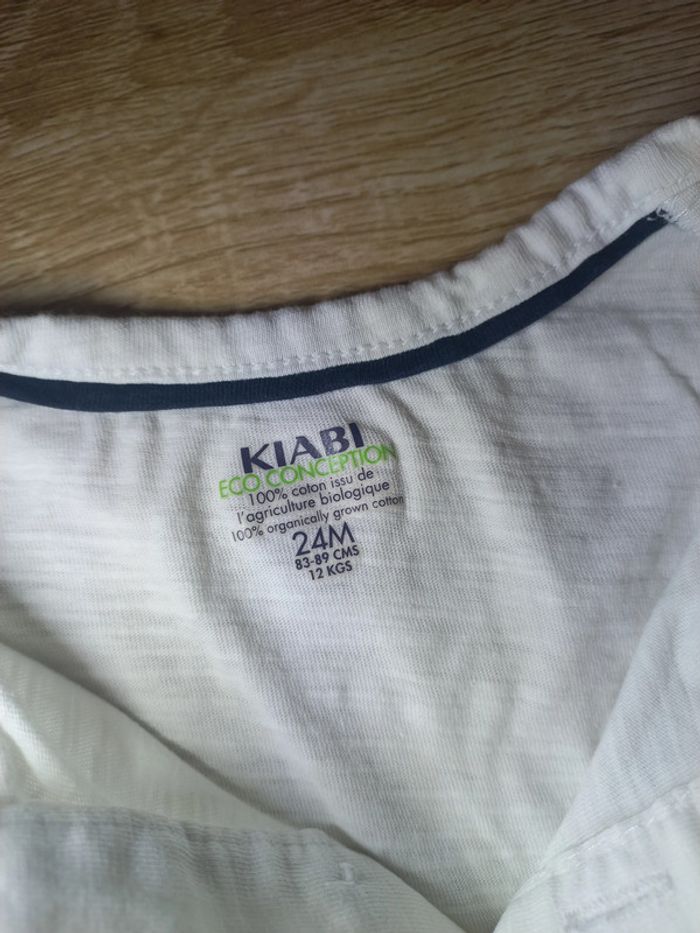 KIABI
ECO CONCEPTION
100% coton issu de
l'agriculture biologique
100% organically grown cotton
24M
83-89 CMS
12 KGS